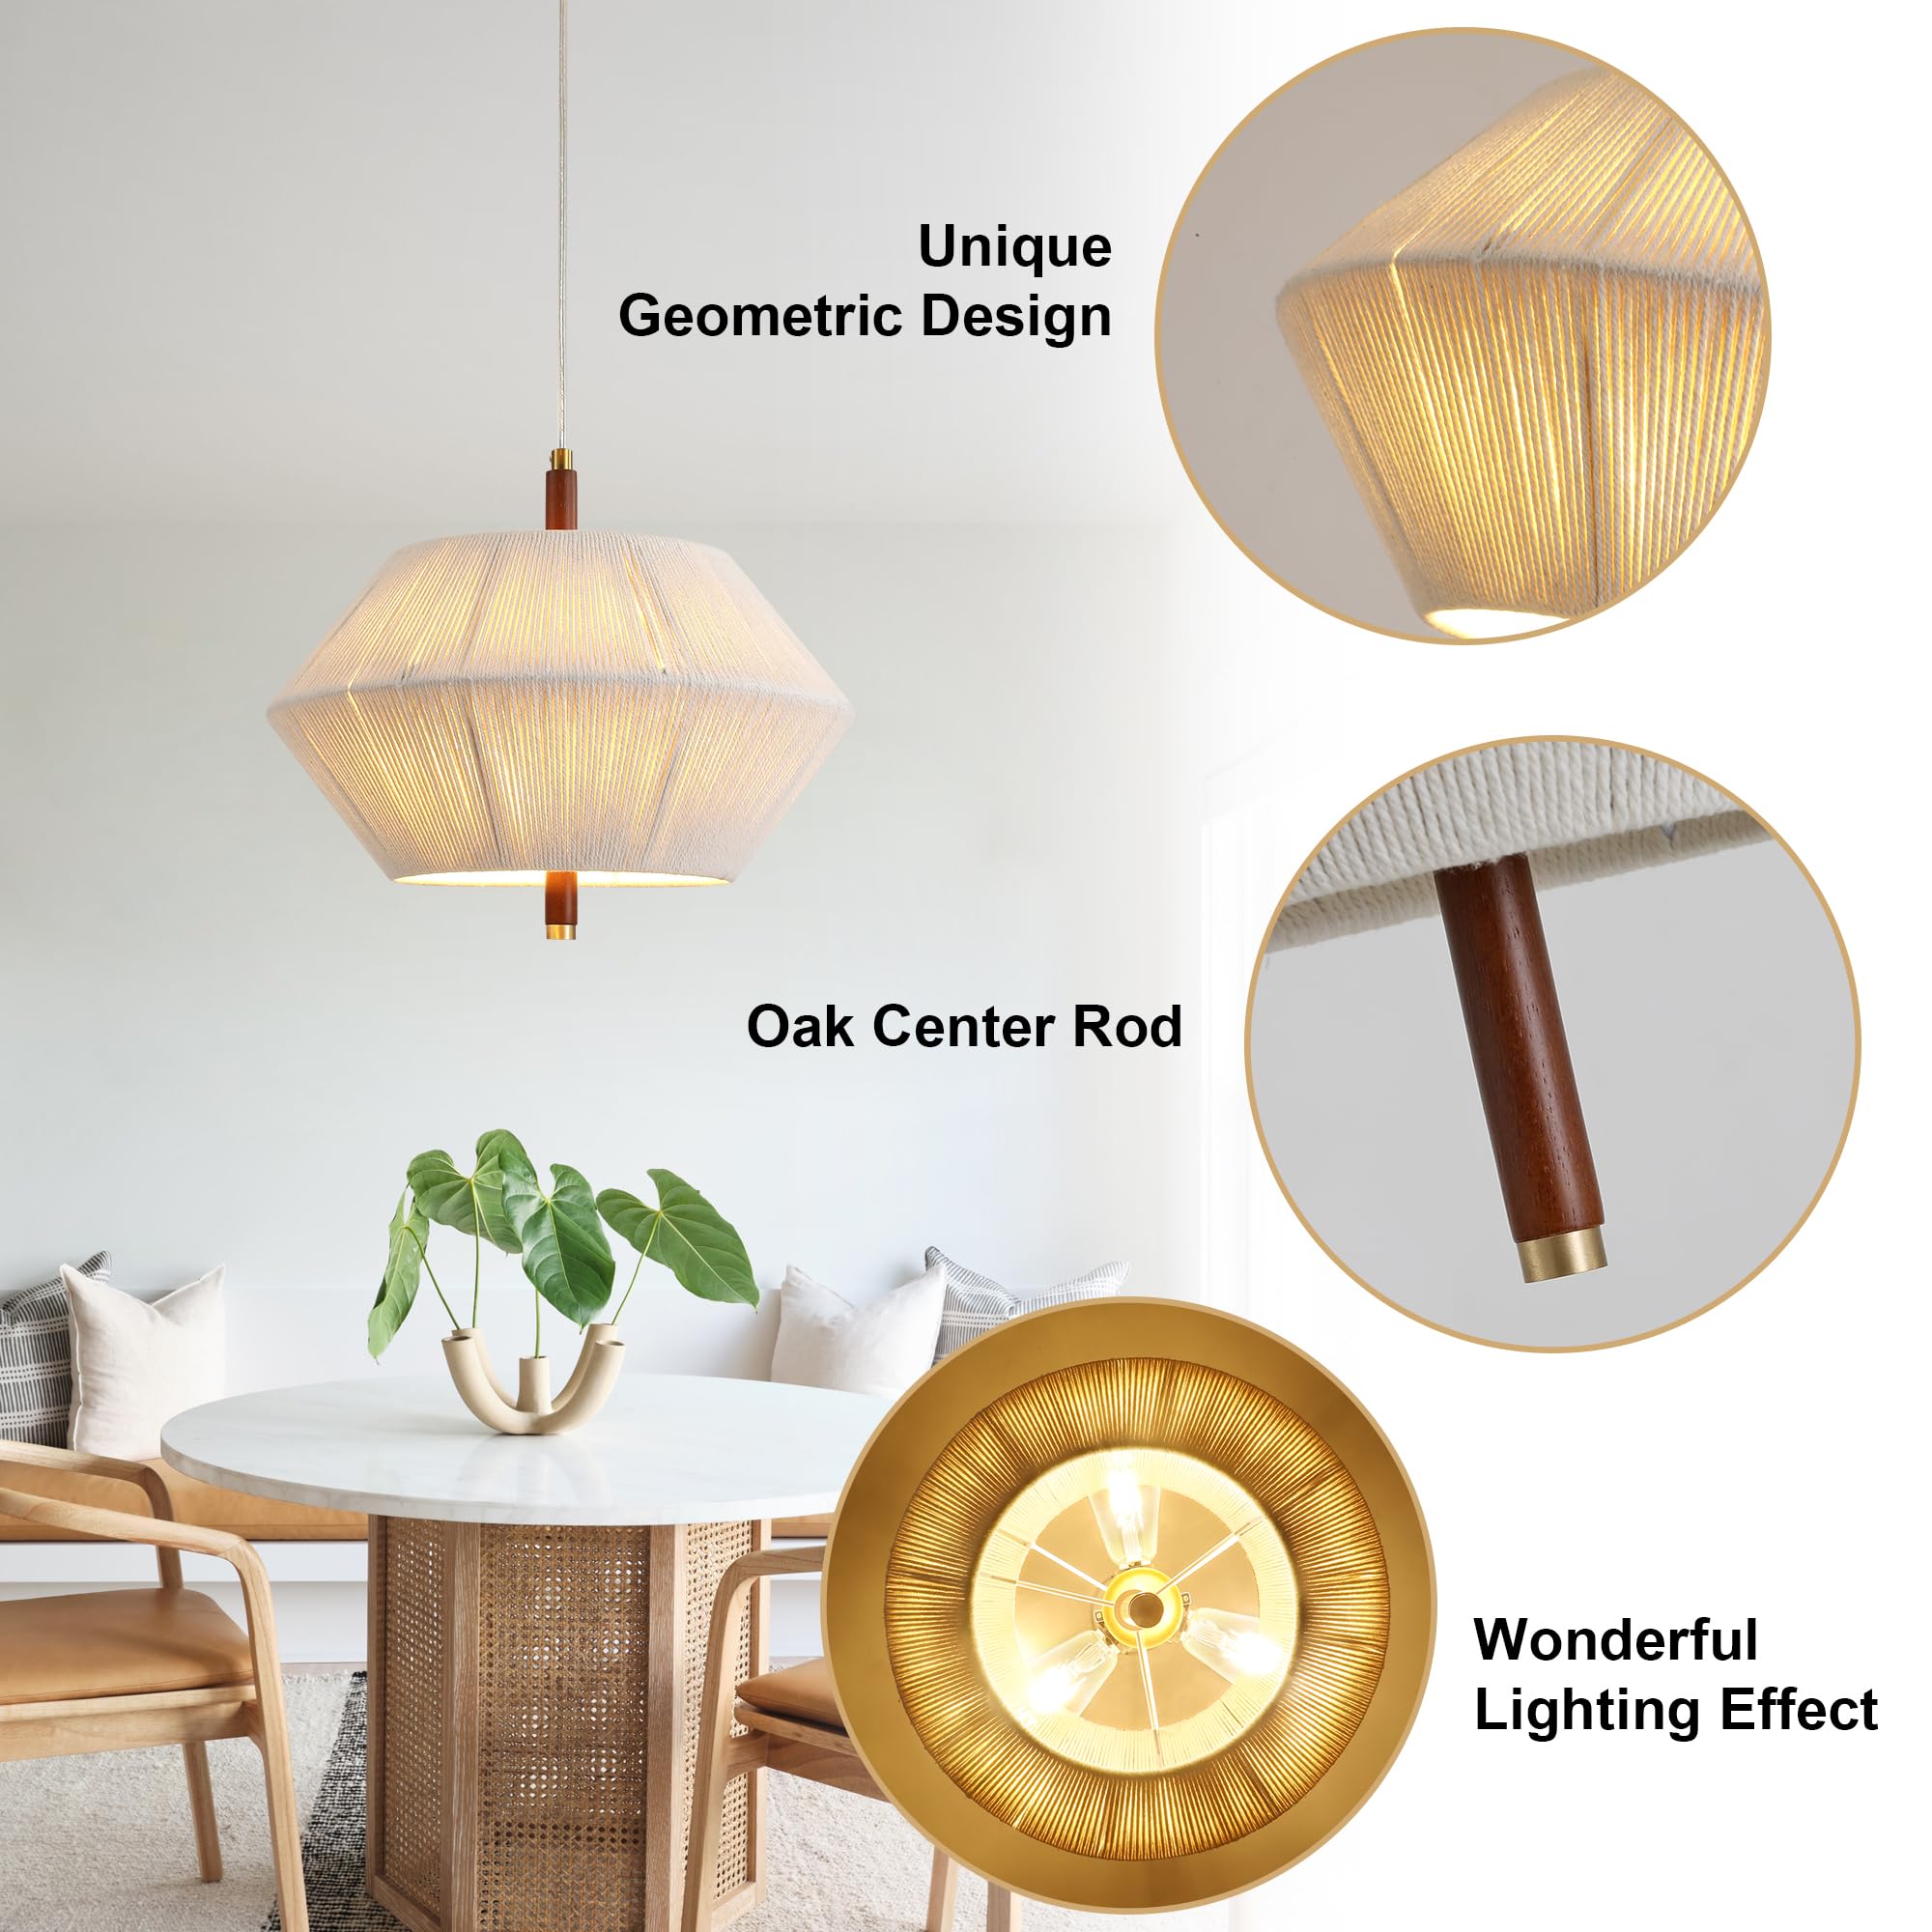 Unique
Geometric Design
Oak Center Rod
Wonderful
Lighting Effect